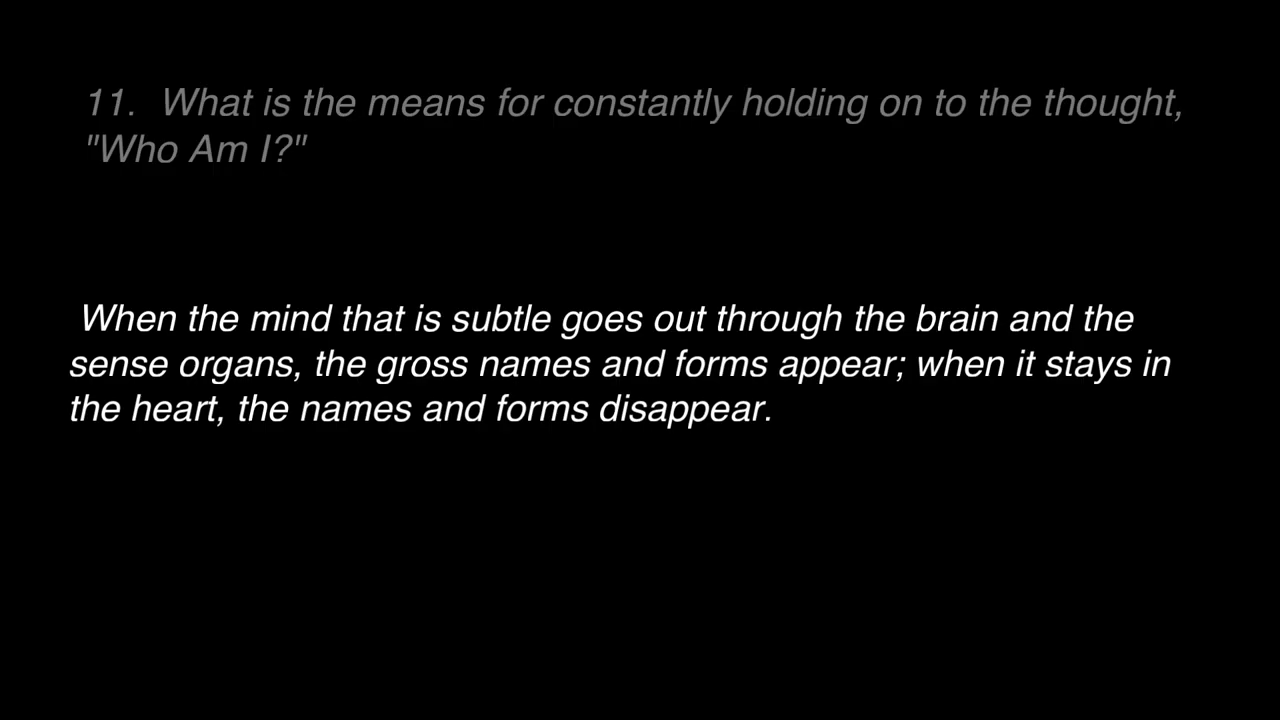 11. What is the means for constantly holding on to the thought,
"Who Am I?"
When the mind that is subtle goes out through the brain and the
sense organs, the gross names and forms appear; when it stays in
the heart, the names and forms disappear.